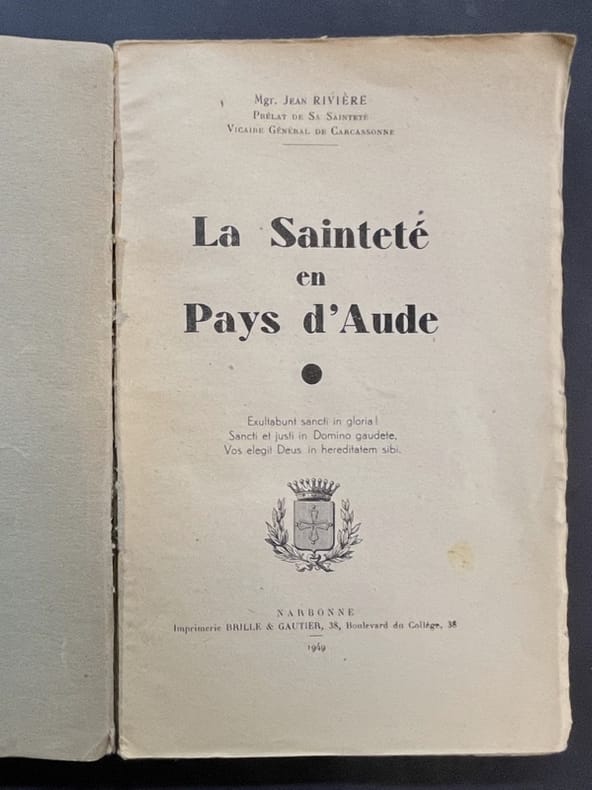 Mgr. Jean RIVIÈRE
Prélat de Sa Sainteté
Vicaire Général de Carcassonne
La Sainteté
en
Pays d'Aude
Exultabunt sancti in gloria !
Sancti et justi in Domino gaudete,
Vos elegit Deus in hereditatem sibi.
NARBONNE
Imprimerie BRILLE & GAUTIER, 38, Boulevard du Collège, 38
1949